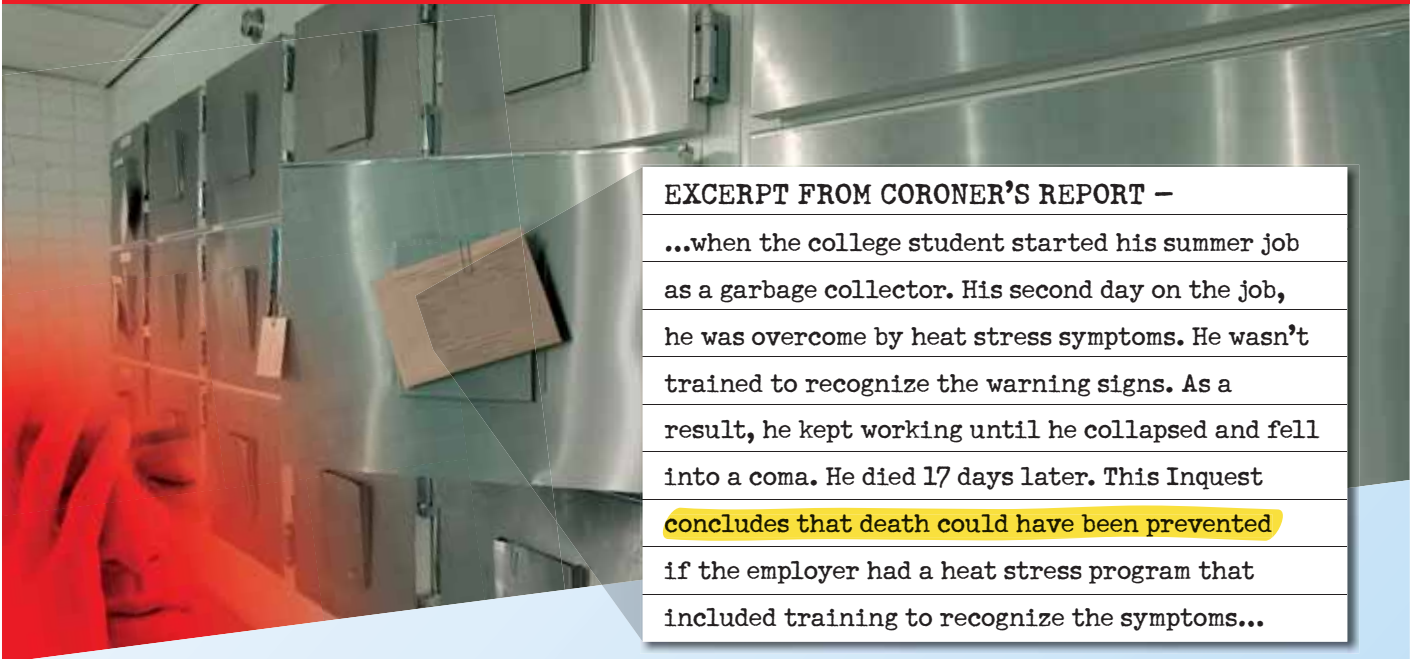 EXCERPT FROM CORONER'S REPORT –
...when the college student started his summer job
as a garbage collector. His second day on the job,
he was overcome by heat stress symptoms. He wasn't
trained to recognize the warning signs. As a
result, he kept working until he collapsed and fell
into a coma. He died 17 days later. This Inquest
concludes that death could have been prevented
if the employer had a heat stress program that
included training to recognize the symptoms...